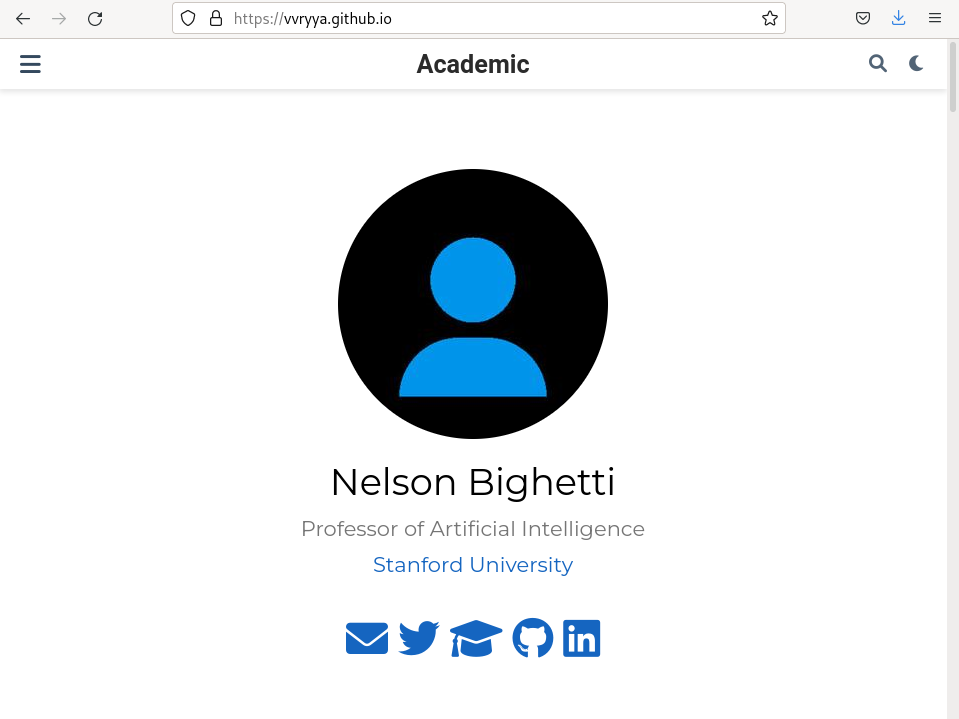 https://vvryya.github.io
Academic
Nelson Bighetti
Professor of Artificial Intelligence
Stanford University